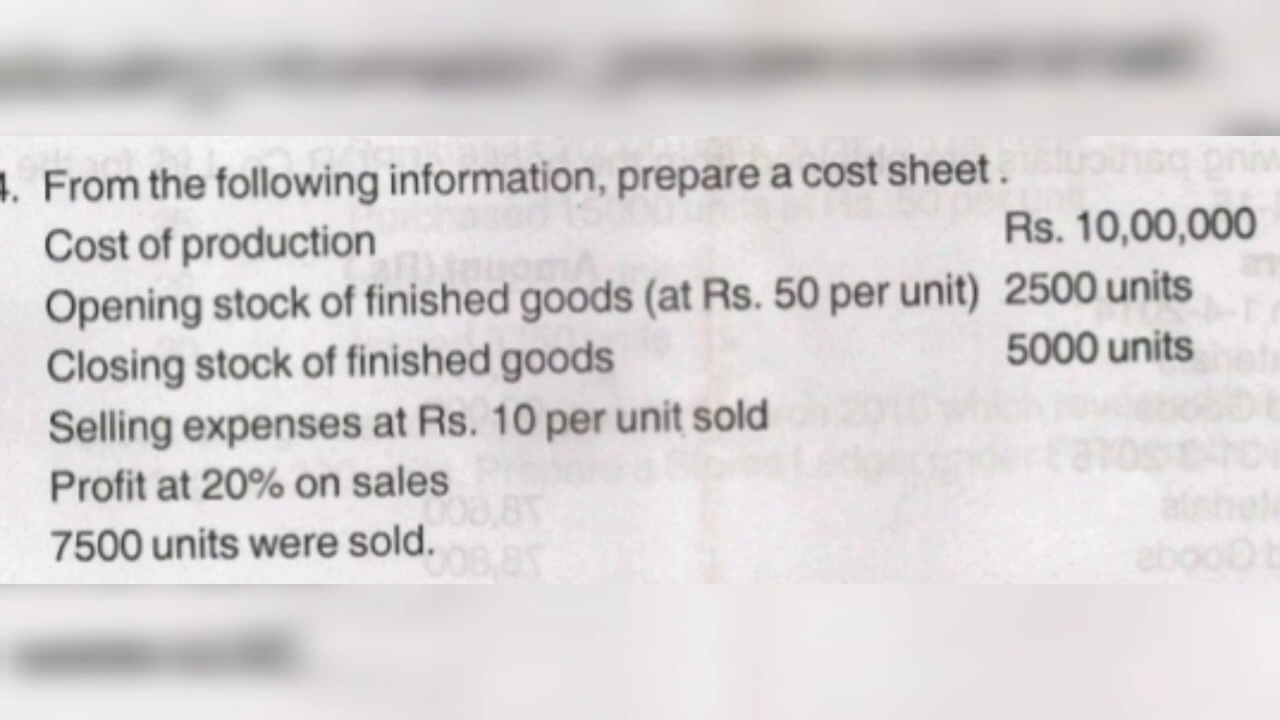 4. From the following information, prepare a cost sheet .
Cost of production Rs. 10,00,000
Opening stock of finished goods (at Rs. 50 per unit) 2500 units
Closing stock of finished goods 5000 units
Selling expenses at Rs. 10 per unit sold
Profit at 20% on sales
7500 units were sold.